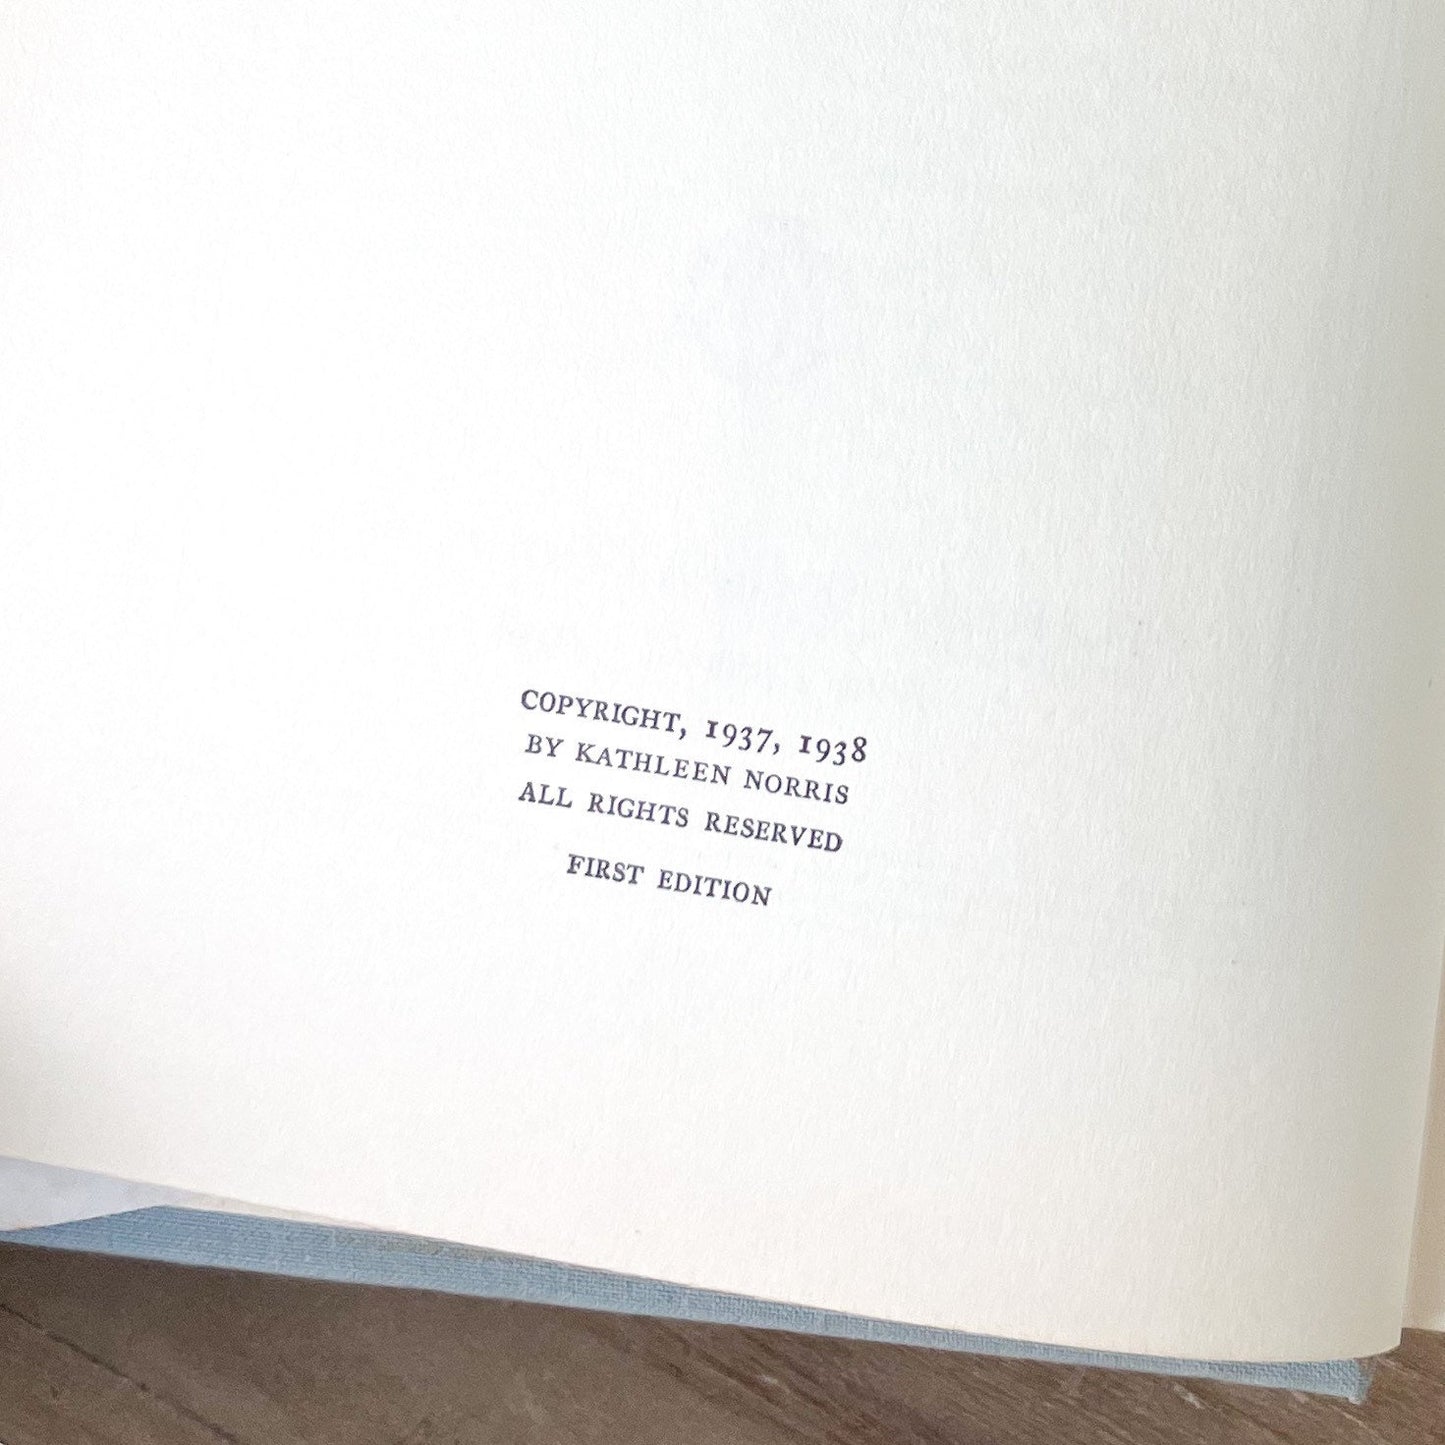 COPYRIGHT, 1937, 1938
BY KATHLEEN NORRIS
ALL RIGHTS RESERVED
FIRST EDITION